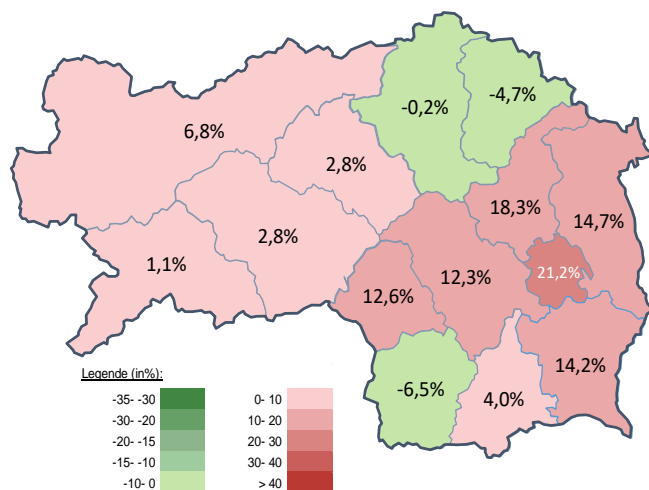 -0,2%
-4,7%
6,8%
2,8%
18,3%
14,7%
2,8%
1,1%
12,3%
21,2%
12,6%
14,2%
-6,5%
4,0%
Legende (in%):
-35- -30 0- 10
-30- -20 10- 20
-20- -15 20- 30
-15- -10 30- 40
-10- 0 > 40